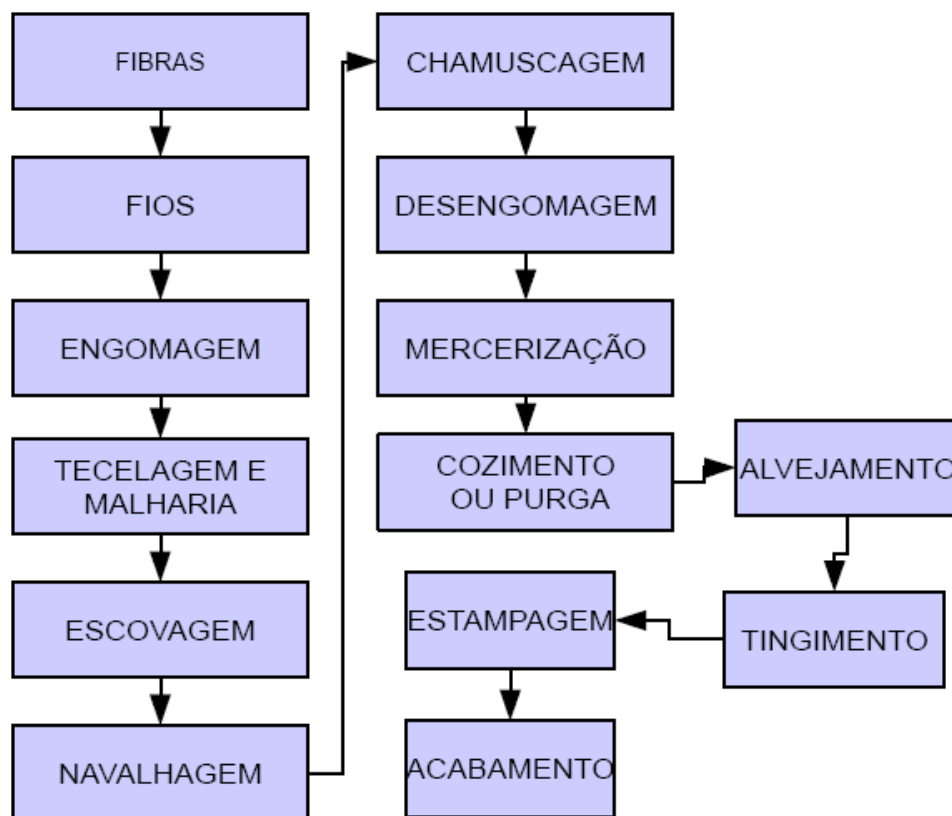 FIBRAS
FIOS
ENGOMAGEM
TECELAGEM E
MALHARIA
ESCOVAGEM
NAVALHAGEM
CHAMUSCAGEM
DESENGOMAGEM
MERCERIZAÇÃO
COZIMENTO
OU PURGA
ALVEJAMENTO
TINGIMENTO
ESTAMPAGEM
ACABAMENTO